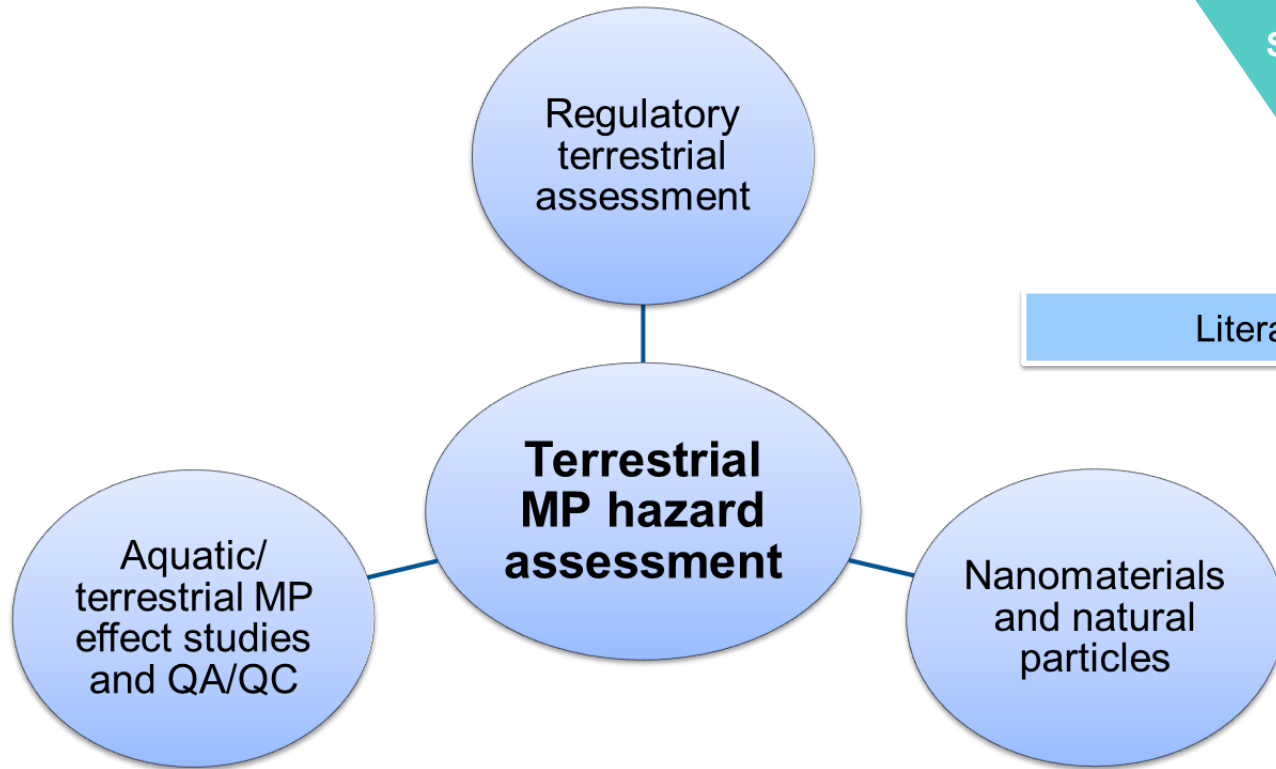 Regulatory
terrestrial
assessment
Terrestrial
MP hazard
assessment
Aquatic/
terrestrial MP
effect studies
and QA/QC
Nanomaterials
and natural
particles